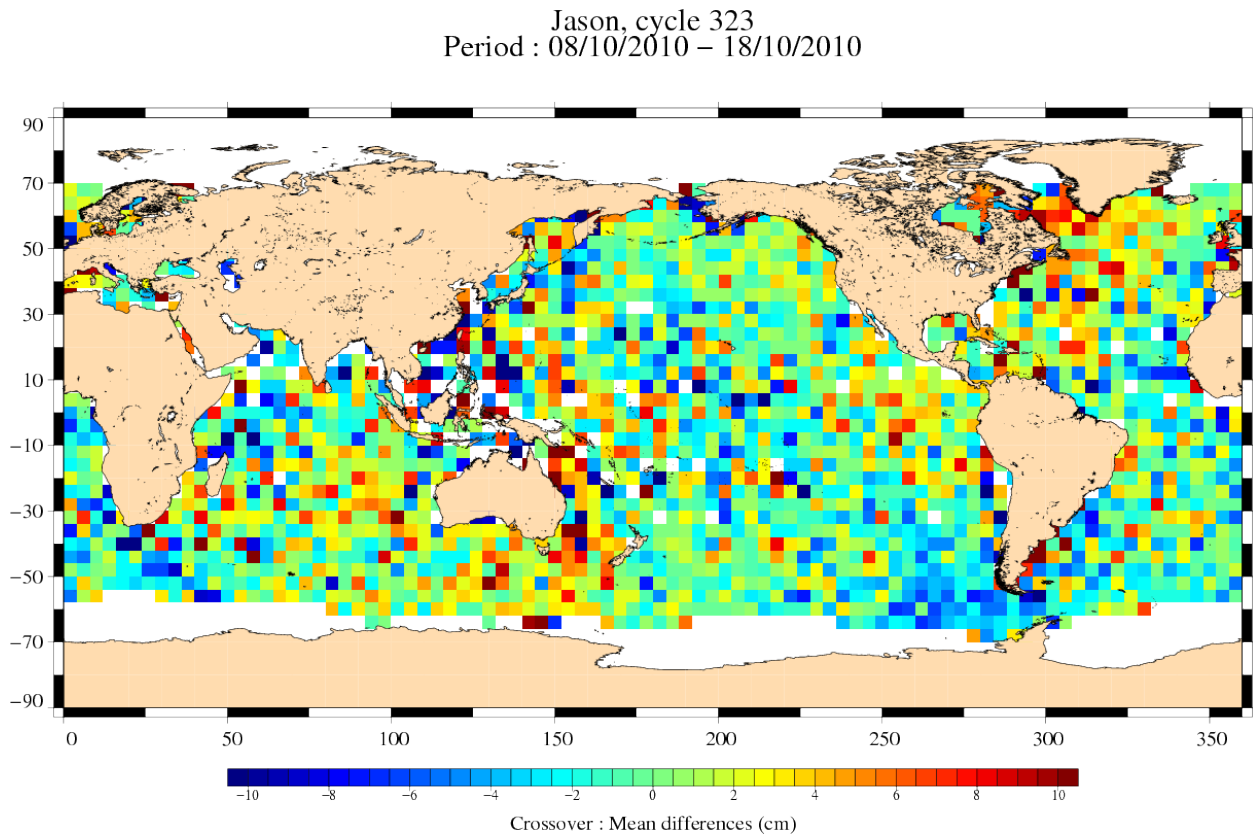 Jason, cycle 323
Period : 08/10/2010 – 18/10/2010
90
70
50
30
10
−10
−30
−50
−70
−90
0 50 100 150 200 250 300 350
−10 −8 −6 −4 −2 0 2 4 6 8 10
Crossover : Mean differences (cm)